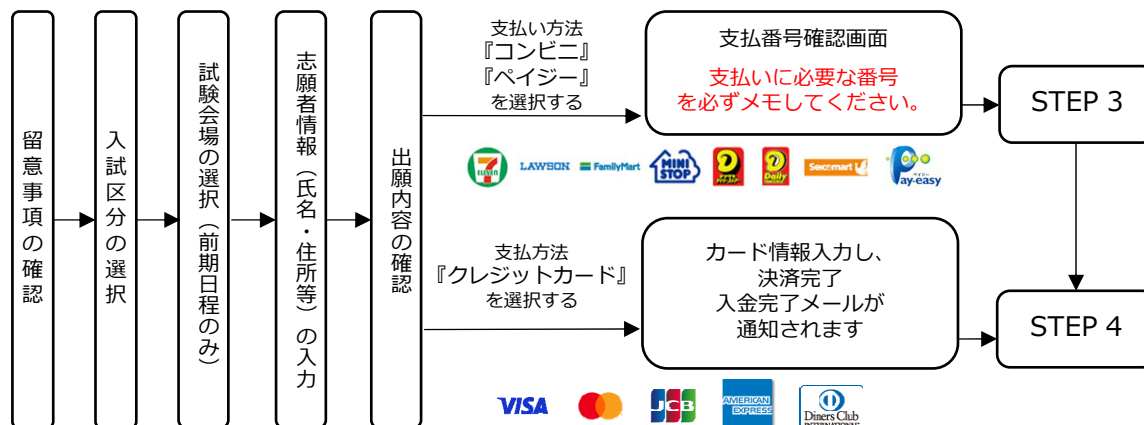 留意事項の確認
入試区分の選択
試験会場の選択（前期日程のみ）
志願者情報（氏名・住所等）の入力
出願内容の確認
支払い方法
『コンビニ』
『ペイジー』
を選択する
支払番号確認画面
支払いに必要な番号
を必ずメモしてください。
STEP 3
7
ELEVEN
LAWSON
FamilyMart
MINI
STOP
Daily
Seicomart
ペイジー
Pay-easy
支払方法
『クレジットカード』
を選択する
カード情報入力し、
決済完了
入金完了メールが
通知されます
STEP 4
VISA
JCB
AMERICAN
EXPRESS
Diners Club
INTERNATIONAL